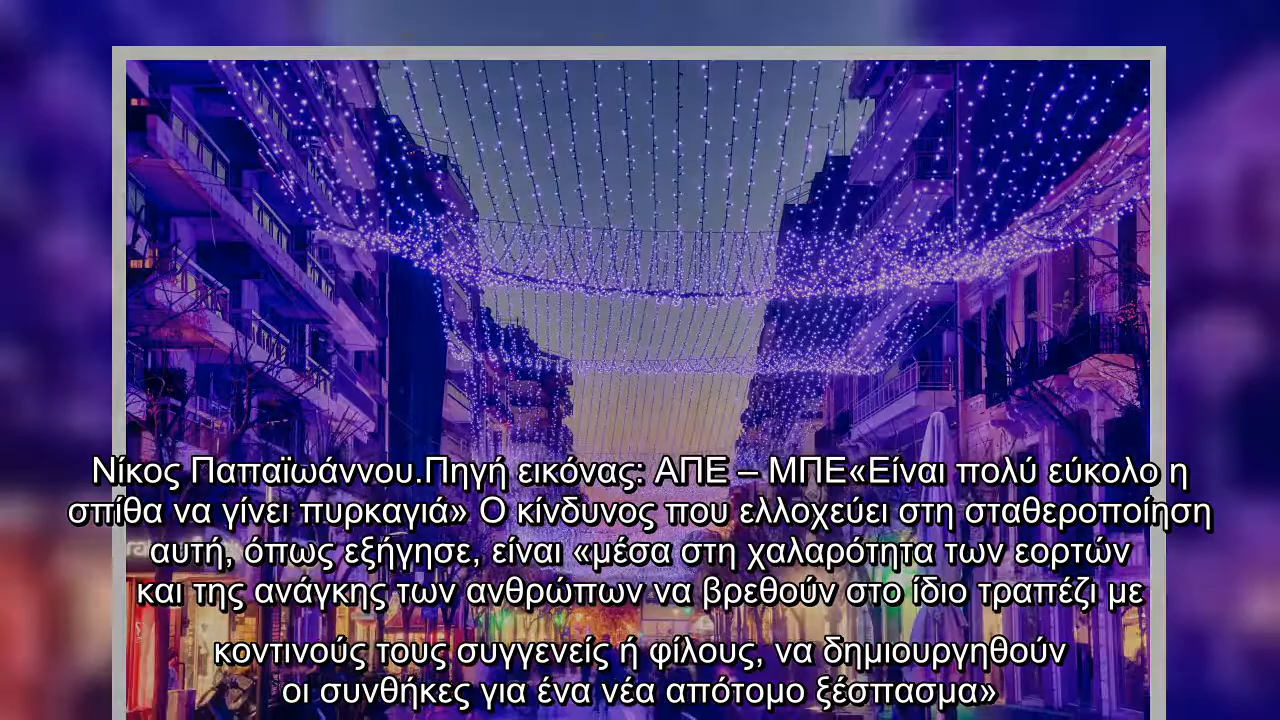 Νίκος Παπαϊωάννου.Πηγή εικόνας: ΑΠΕ – ΜΠΕ«Είναι πολύ εύκολο η
σπίθα να γίνει πυρκαγιά» Ο κίνδυνος που ελλοχεύει στη σταθεροποίηση
αυτή, όπως εξήγησε, είναι «μέσα στη χαλαρότητα των εορτών
και της ανάγκης των ανθρώπων να βρεθούν στο ίδιο τραπέζι με
κοντινούς τους συγγενείς ή φίλους, να δημιουργηθούν
οι συνθήκες για ένα νέα απότομο ξέσπασμα»